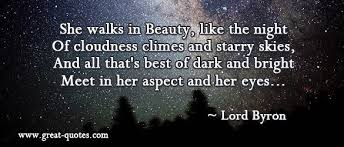 She walks in Beauty, like the night
Of cloudness climes and starry skies,
And all that's best of dark and bright
Meet in her aspect and her eyes...
~ Lord Byron
www.great-quotes.com